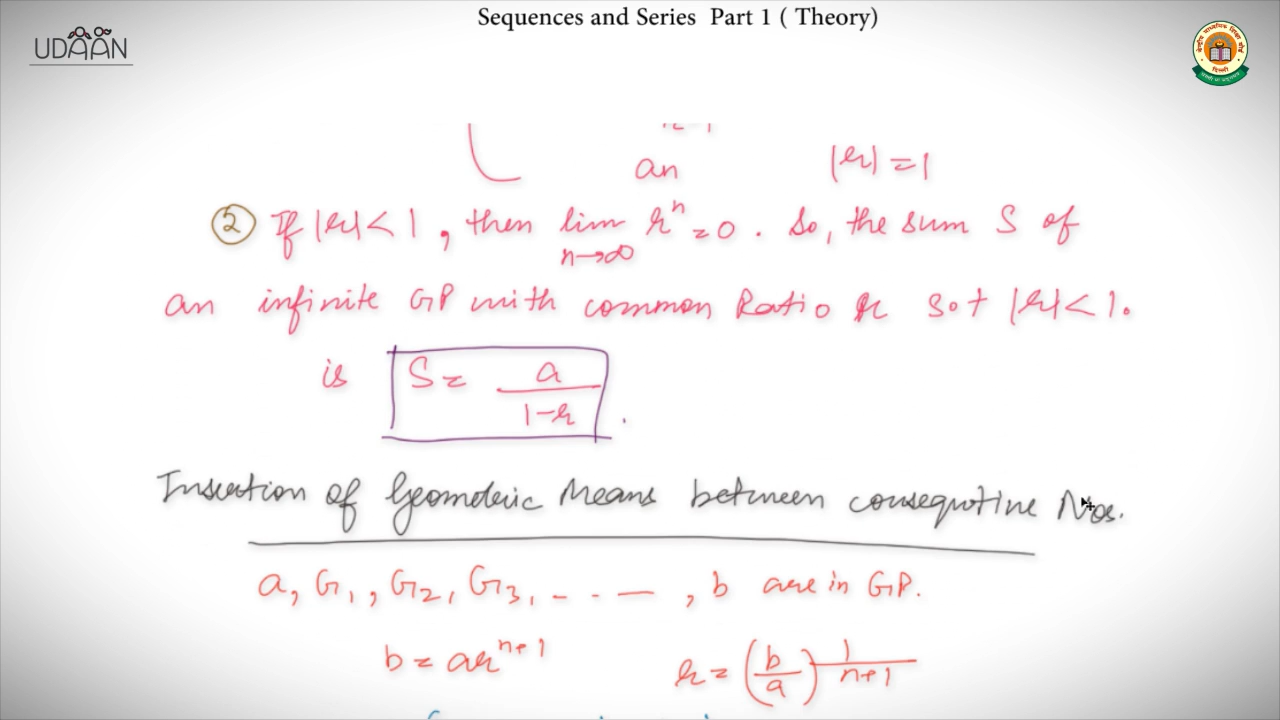 Sequences and Series Part 1 ( Theory)
UDAAN
an |r| = 1
② If |r| < 1 , then lim r^n = 0 . So, the sum S of
n→∞
an infinite GP with common Ratio r s.t |r| < 1.
is S = a/(1-r) .
Insertion of Geometric Means between consequtive Nos.
a, G1, G2, G3, - - - — , b are in GP.
b = ar^(n+1) r = (b/a)^(1/(n+1))